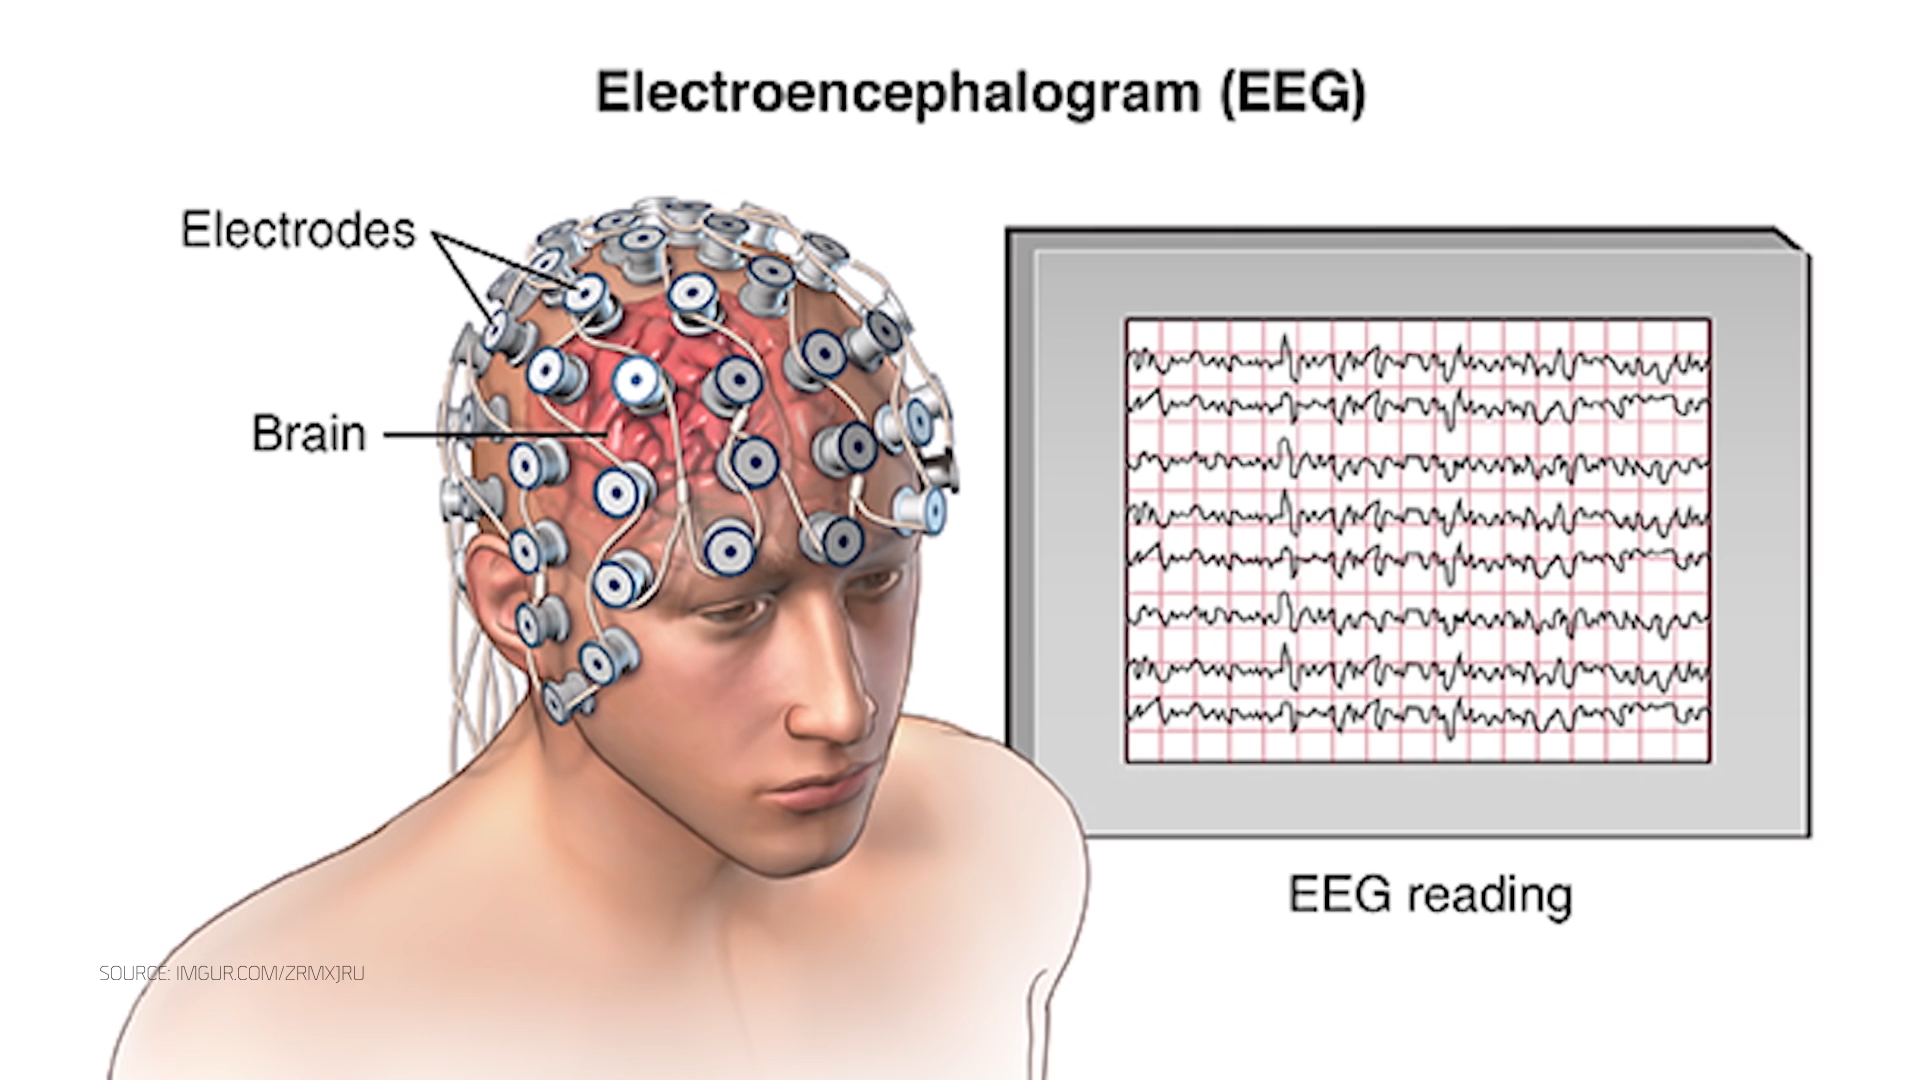 Electroencephalogram (EEG)
Electrodes
Brain
EEG reading
SOURCE: IMGUR.COM/ZRMXJRU